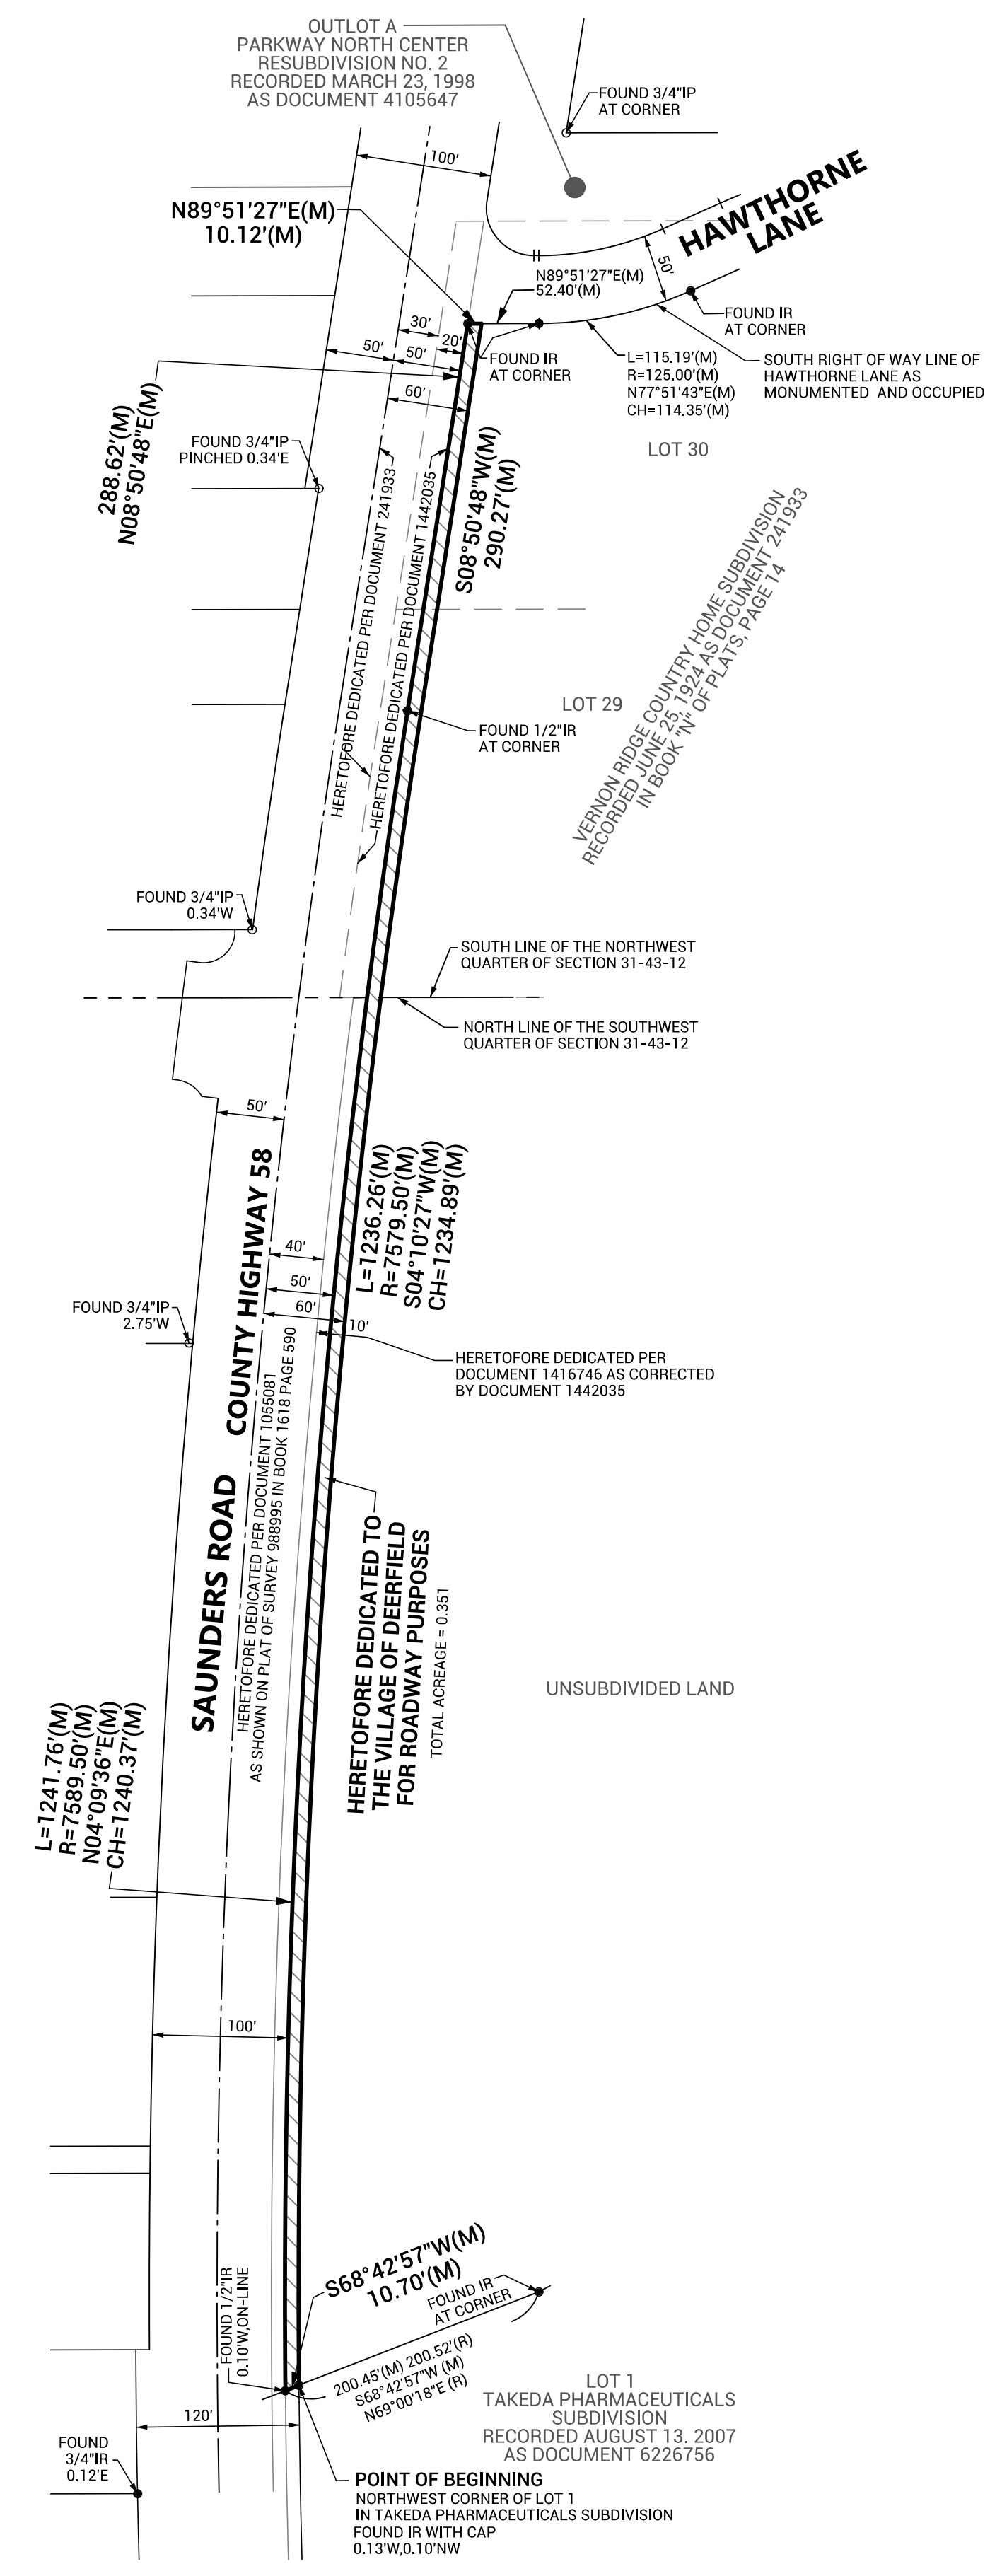 OUTLOT A
PARKWAY NORTH CENTER
RESUBDIVISION NO. 2
RECORDED MARCH 23, 1998
AS DOCUMENT 4105647
FOUND 3/4"IP
AT CORNER
100'
HAWTHORNE
LANE
N89°51'27"E(M)
10.12'(M)
50'
N89°51'27"E(M)
52.40'(M)
FOUND IR
AT CORNER
30'
20'
50'
50'
60'
FOUND IR
AT CORNER
L=115.19'(M)
R=125.00'(M)
N77°51'43"E(M)
CH=114.35'(M)
SOUTH RIGHT OF WAY LINE OF
HAWTHORNE LANE AS
MONUMENTED AND OCCUPIED
288.62'(M)
N08°50'48"E(M)
FOUND 3/4"IP
PINCHED 0.34'E
S08°50'48"W(M)
290.27'(M)
LOT 30
HERETOFORE DEDICATED PER DOCUMENT 241933
HERETOFORE DEDICATED PER DOCUMENT 1442035
VERNON RIDGE COUNTRY HOME SUBDIVISION
RECORDED JUNE 25, 1924 AS DOCUMENT 241933
IN BOOK "N" OF PLATS, PAGE 14
LOT 29
FOUND 1/2"IR
AT CORNER
FOUND 3/4"IP
0.34'W
SOUTH LINE OF THE NORTHWEST
QUARTER OF SECTION 31-43-12
NORTH LINE OF THE SOUTHWEST
QUARTER OF SECTION 31-43-12
50'
SAUNDERS ROAD COUNTY HIGHWAY 58
L=1236.26'(M)
R=7579.50'(M)
S04°10'27"W(M)
CH=1234.89'(M)
40'
50'
60'
10'
FOUND 3/4"IP
2.75'W
HERETOFORE DEDICATED PER
DOCUMENT 1416746 AS CORRECTED
BY DOCUMENT 1442035
HERETOFORE DEDICATED PER DOCUMENT 1055081
AS SHOWN ON PLAT OF SURVEY 988995 IN BOOK 1618 PAGE 590
HERETOFORE DEDICATED TO
THE VILLAGE OF DEERFIELD
FOR ROADWAY PURPOSES
TOTAL ACREAGE = 0.351
UNSUBDIVIDED LAND
L=1241.76'(M)
R=7589.50'(M)
N04°09'36"E(M)
CH=1240.37'(M)
100'
S68°42'57"W(M)
10.70'(M)
FOUND IR
AT CORNER
FOUND 1/2"IR
0.10'W,ON-LINE
200.45'(M) 200.52'(R)
S68°42'57"W (M)
N69°00'18"E (R)
LOT 1
TAKEDA PHARMACEUTICALS
SUBDIVISION
RECORDED AUGUST 13. 2007
AS DOCUMENT 6226756
120'
FOUND
3/4"IR
0.12'E
POINT OF BEGINNING
NORTHWEST CORNER OF LOT 1
IN TAKEDA PHARMACEUTICALS SUBDIVISION
FOUND IR WITH CAP
0.13'W,0.10'NW